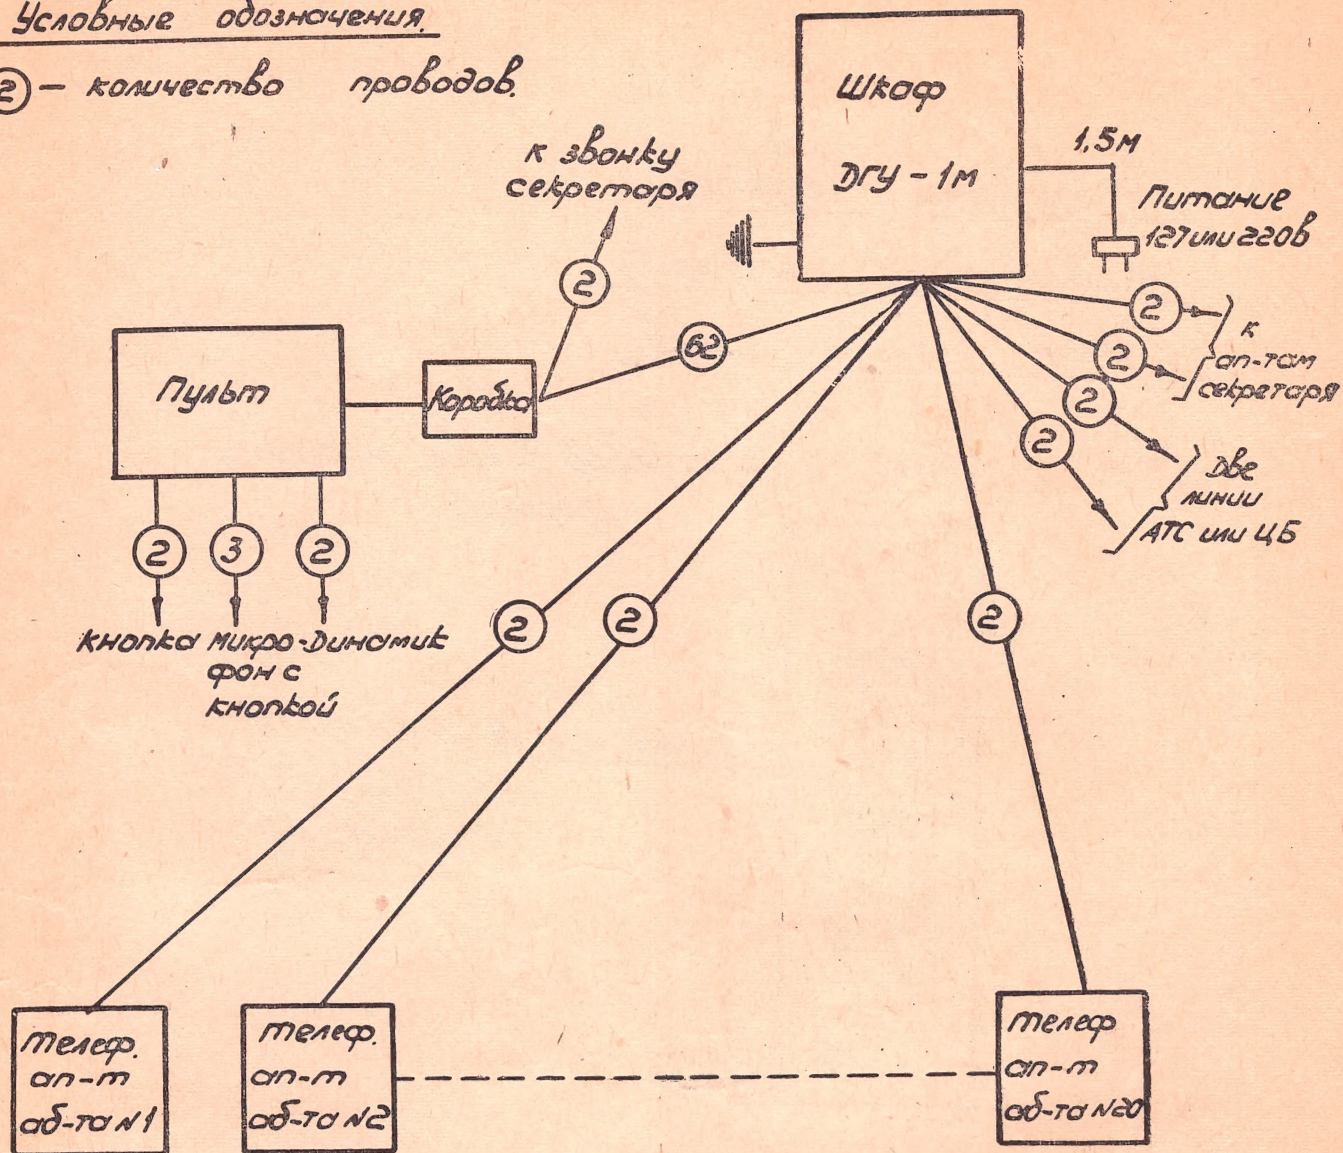 Условные обозначения.
2 – количество проводов.
Шкаф
ДГУ-1м
1,5м
Питание
127 или 220в
к звонку
секретаря
2
62
Пульт
Коробка
2
к
2
ап-там
секретаря
2
2
Две
линии
АТС или ЦБ
2
3
2
кнопка
Микро-
фон с
кнопкой
Динамик
2
2
2
Телеф.
ап-т
аб-та №1
Телеф.
ап-т
аб-та №2
Телеф
ап-т
аб-та №20